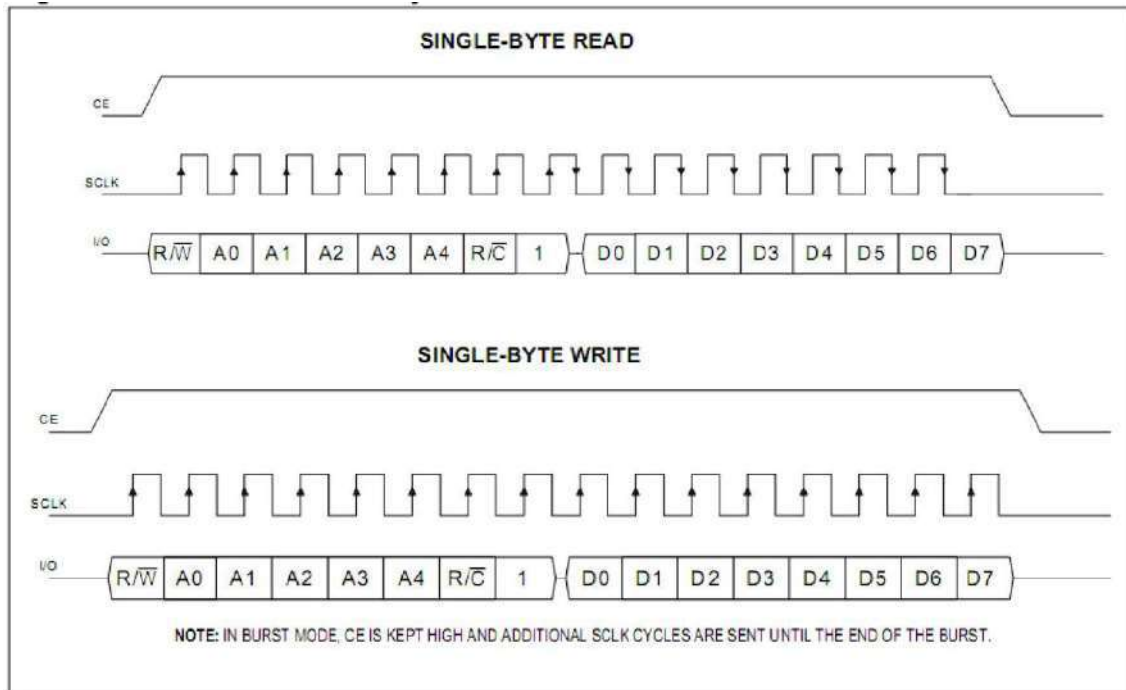 SINGLE-BYTE READ
CE
SCLK
I/O
R/W̅ A0 A1 A2 A3 A4 R/C̅ 1 D0 D1 D2 D3 D4 D5 D6 D7
SINGLE-BYTE WRITE
CE
SCLK
I/O
R/W̅ A0 A1 A2 A3 A4 R/C̅ 1 D0 D1 D2 D3 D4 D5 D6 D7
NOTE: IN BURST MODE, CE IS KEPT HIGH AND ADDITIONAL SCLK CYCLES ARE SENT UNTIL THE END OF THE BURST.